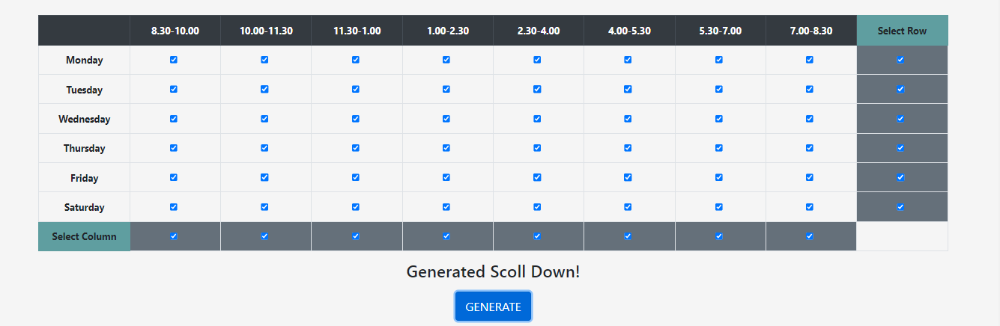 8.30-10.00 10.00-11.30 11.30-1.00 1.00-2.30 2.30-4.00 4.00-5.30 5.30-7.00 7.00-8.30 Select Row
Monday
Tuesday
Wednesday
Thursday
Friday
Saturday
Select Column
Generated Scoll Down!
GENERATE